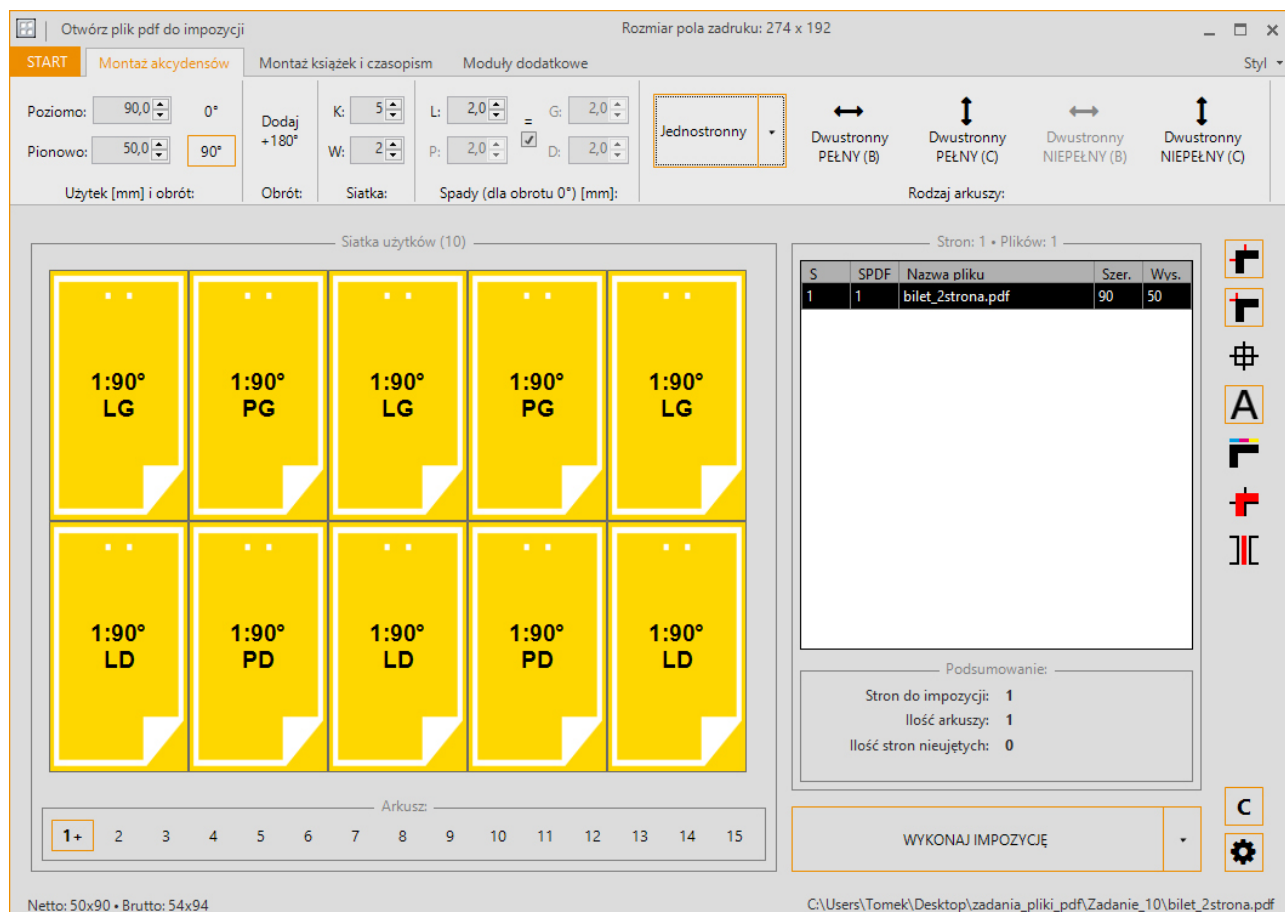 Otwórz plik pdf do impozycji
Rozmiar pola zadruku: 274 x 192
START Montaż akcydensów Montaż książek i czasopism Moduły dodatkowe Styl
Poziomo: 90,0 0° Dodaj +180° K: 5 L: 2,0 = G: 2,0 Jednostronny Dwustronny PEŁNY (B) Dwustronny PEŁNY (C) Dwustronny NIEPEŁNY (B) Dwustronny NIEPEŁNY (C)
Pionowo: 50,0 90° W: 2 P: 2,0 D: 2,0
Użytek [mm] i obrót: Obrót: Siatka: Spady (dla obrotu 0°) [mm]: Rodzaj arkuszy:
Siatka użytków (10)
1:90° 1:90° 1:90° 1:90° 1:90°
LG PG LG PG LG
1:90° 1:90° 1:90° 1:90° 1:90°
LD PD LD PD LD
Arkusz:
1+ 2 3 4 5 6 7 8 9 10 11 12 13 14 15
Stron: 1 • Plików: 1
S SPDF Nazwa pliku Szer. Wys.
1 1 bilet_2strona.pdf 90 50
Podsumowanie:
Stron do impozycji: 1
Ilość arkuszy: 1
Ilość stron nieujętych: 0
WYKONAJ IMPOZYCJĘ
A
C
Netto: 50x90 • Brutto: 54x94
C:\Users\Tomek\Desktop\zadania_pliki_pdf\Zadanie_10\bilet_2strona.pdf